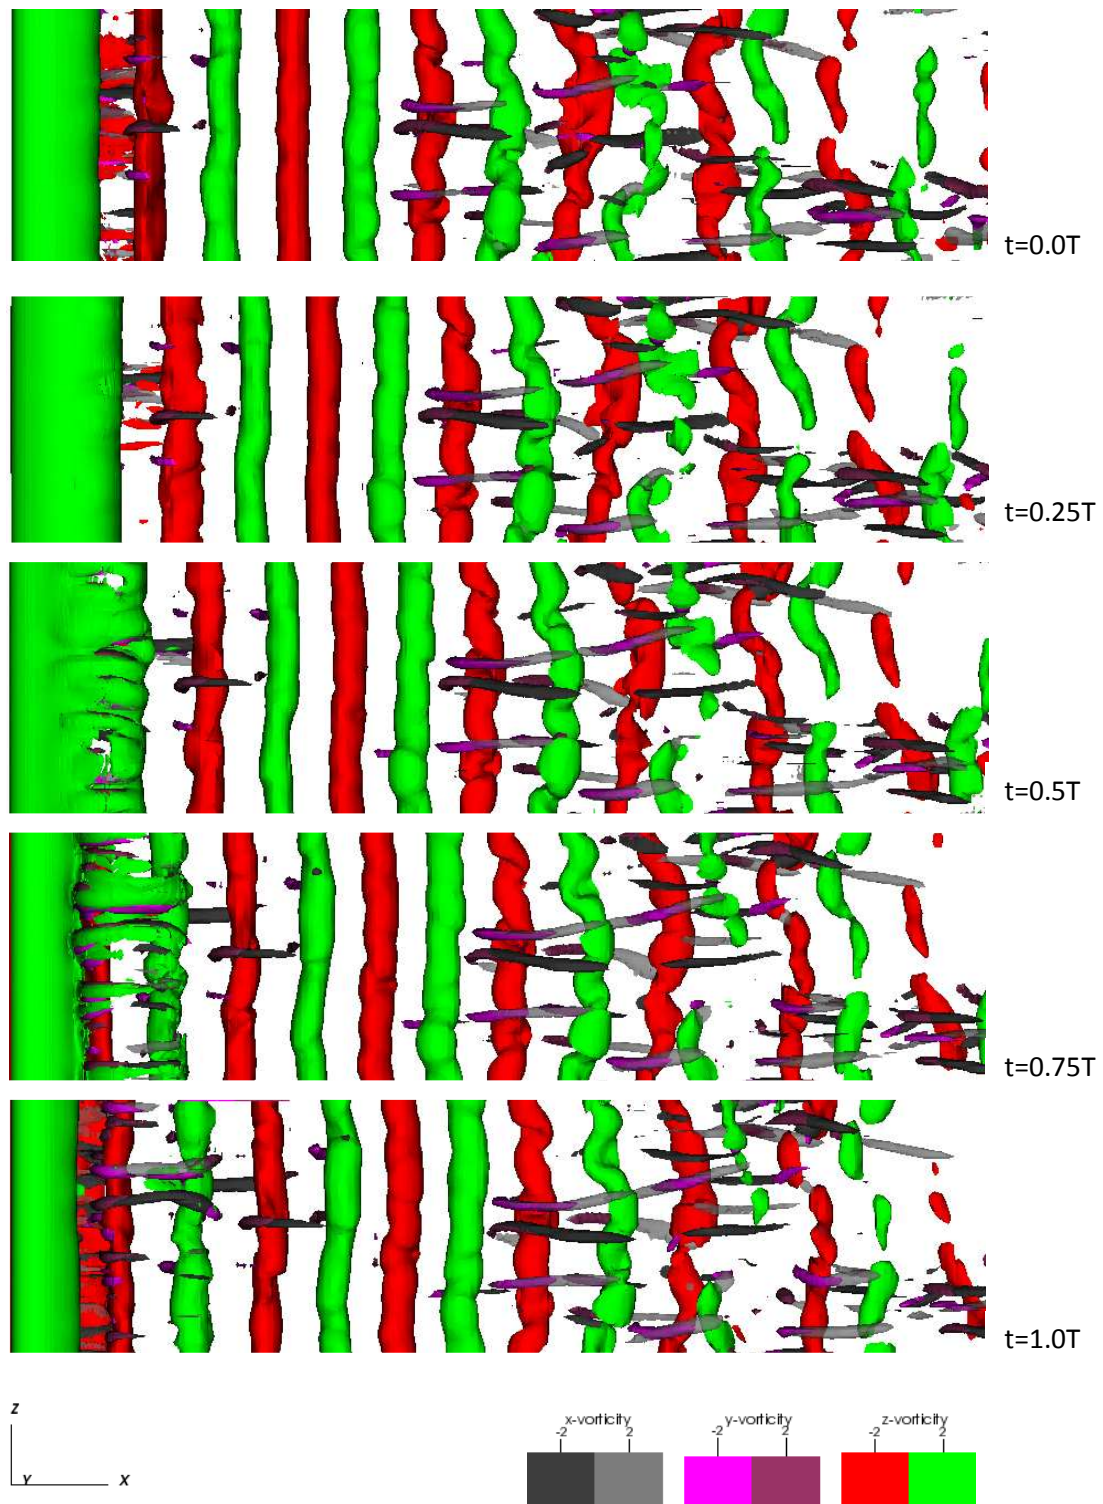 t=0.0T
t=0.25T
t=0.5T
t=0.75T
t=1.0T
z
Y x
x-vorticity y-vorticity z-vorticity
-2 2 -2 2 -2 2